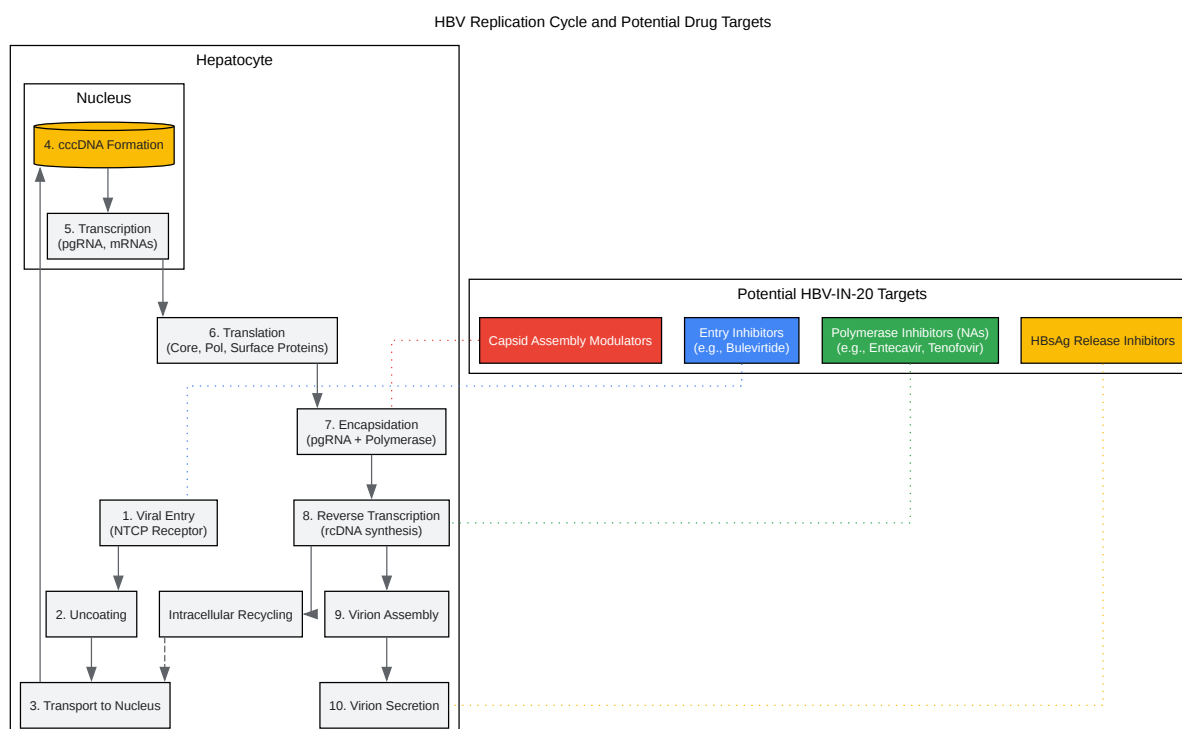 HBV Replication Cycle and Potential Drug Targets
Hepatocyte
Nucleus
4. cccDNA Formation
5. Transcription
(pgRNA, mRNAs)
6. Translation
(Core, Pol, Surface Proteins)
7. Encapsidation
(pgRNA + Polymerase)
1. Viral Entry
(NTCP Receptor)
8. Reverse Transcription
(rcDNA synthesis)
2. Uncoating
Intracellular Recycling
9. Virion Assembly
3. Transport to Nucleus
10. Virion Secretion
Potential HBV-IN-20 Targets
Capsid Assembly Modulators
Entry Inhibitors
(e.g., Bulevirtide)
Polymerase Inhibitors (NAs)
(e.g., Entecavir, Tenofovir)
HBsAg Release Inhibitors